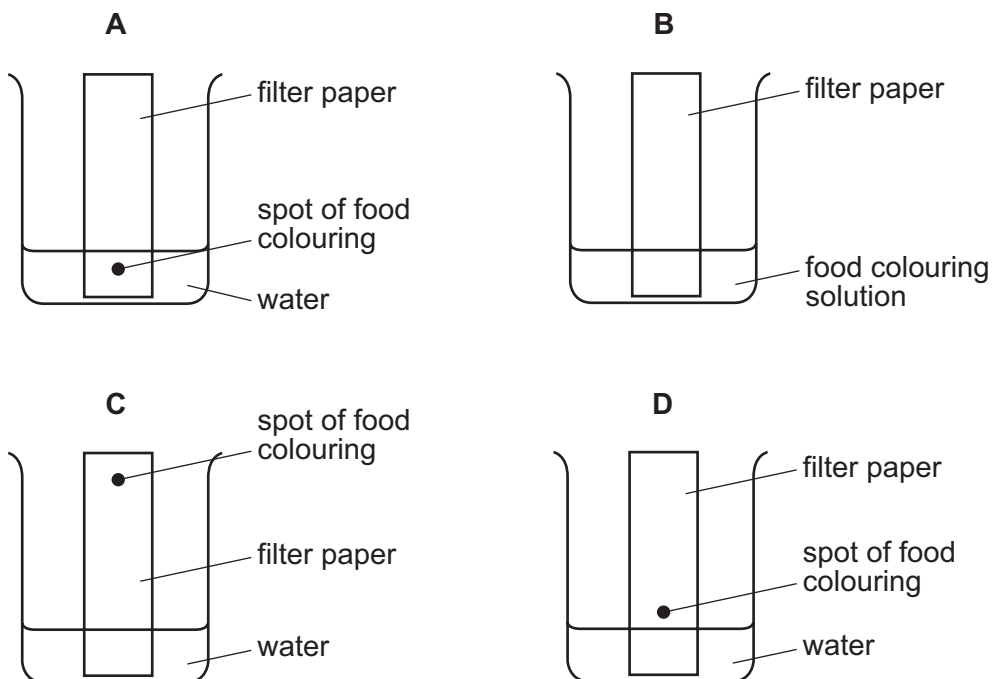 A
filter paper
spot of food
colouring
water
B
filter paper
food colouring
solution
C
spot of food
colouring
filter paper
water
D
filter paper
spot of food
colouring
water